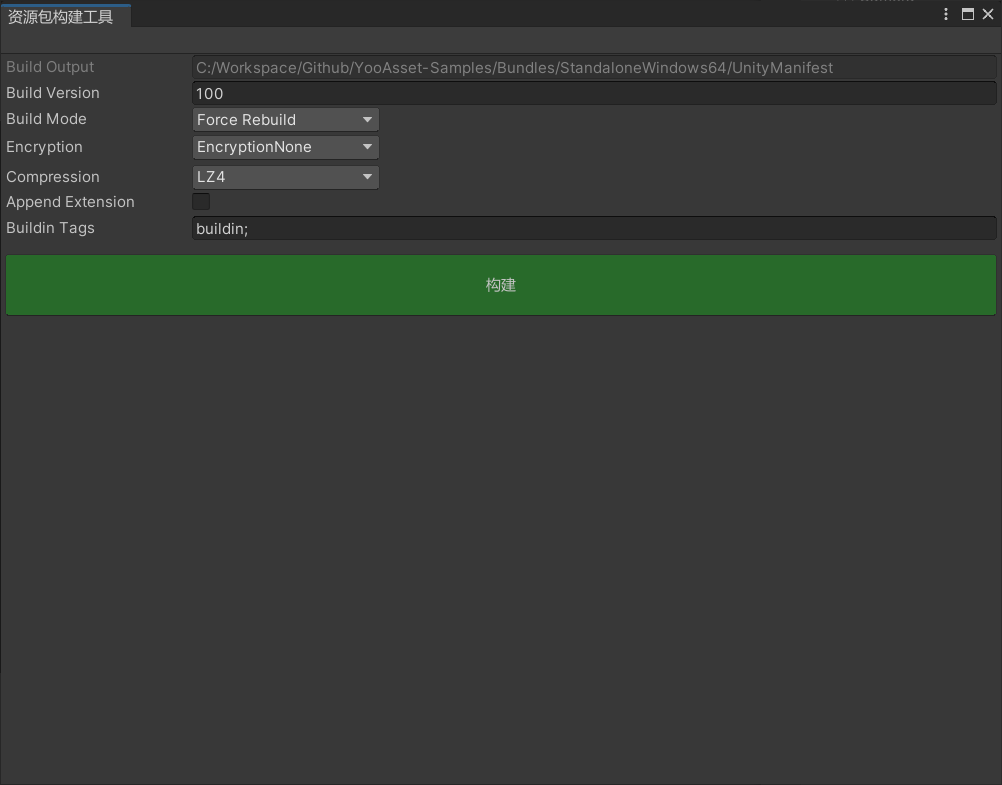 资源包构建工具
Build Output C:/Workspace/Github/YooAsset-Samples/Bundles/StandaloneWindows64/UnityManifest
Build Version 100
Build Mode Force Rebuild
Encryption EncryptionNone
Compression LZ4
Append Extension
Buildin Tags buildin;
构建